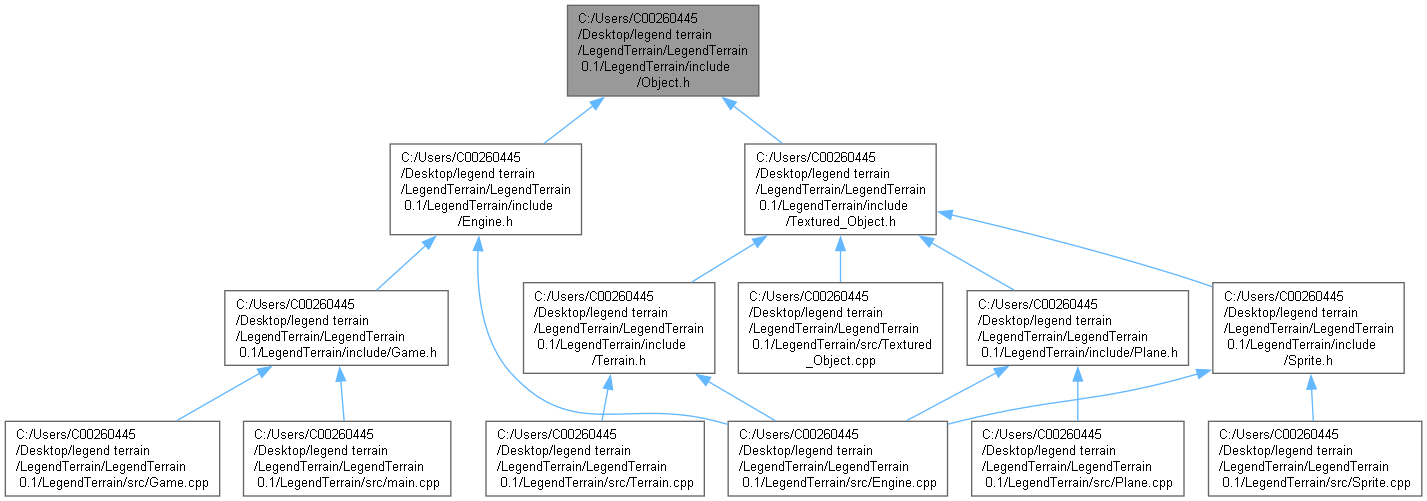 C:/Users/C00260445
/Desktop/legend terrain
/LegendTerrain/LegendTerrain
0.1/LegendTerrain/include
/Object.h
C:/Users/C00260445
/Desktop/legend terrain
/LegendTerrain/LegendTerrain
0.1/LegendTerrain/include
/Engine.h
C:/Users/C00260445
/Desktop/legend terrain
/LegendTerrain/LegendTerrain
0.1/LegendTerrain/include
/Textured_Object.h
C:/Users/C00260445
/Desktop/legend terrain
/LegendTerrain/LegendTerrain
0.1/LegendTerrain/include/Game.h
C:/Users/C00260445
/Desktop/legend terrain
/LegendTerrain/LegendTerrain
0.1/LegendTerrain/include
/Terrain.h
C:/Users/C00260445
/Desktop/legend terrain
/LegendTerrain/LegendTerrain
0.1/LegendTerrain/src/Textured
_Object.cpp
C:/Users/C00260445
/Desktop/legend terrain
/LegendTerrain/LegendTerrain
0.1/LegendTerrain/include/Plane.h
C:/Users/C00260445
/Desktop/legend terrain
/LegendTerrain/LegendTerrain
0.1/LegendTerrain/include
/Sprite.h
C:/Users/C00260445
/Desktop/legend terrain
/LegendTerrain/LegendTerrain
0.1/LegendTerrain/src/Game.cpp
C:/Users/C00260445
/Desktop/legend terrain
/LegendTerrain/LegendTerrain
0.1/LegendTerrain/src/main.cpp
C:/Users/C00260445
/Desktop/legend terrain
/LegendTerrain/LegendTerrain
0.1/LegendTerrain/src/Terrain.cpp
C:/Users/C00260445
/Desktop/legend terrain
/LegendTerrain/LegendTerrain
0.1/LegendTerrain/src/Engine.cpp
C:/Users/C00260445
/Desktop/legend terrain
/LegendTerrain/LegendTerrain
0.1/LegendTerrain/src/Plane.cpp
C:/Users/C00260445
/Desktop/legend terrain
/LegendTerrain/LegendTerrain
0.1/LegendTerrain/src/Sprite.cpp